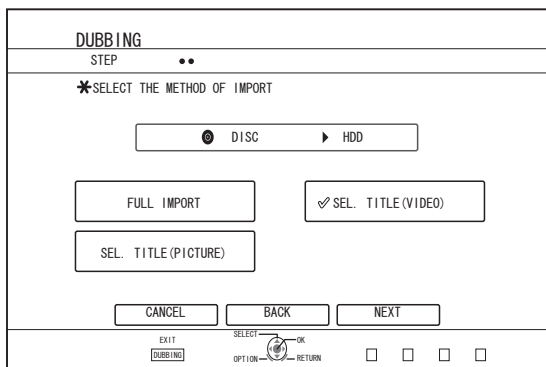 DUBBING
STEP
✱SELECT THE METHOD OF IMPORT
DISC ▶ HDD
FULL IMPORT
✓SEL. TITLE(VIDEO)
SEL. TITLE(PICTURE)
CANCEL
BACK
NEXT
EXIT
DUBBING
SELECT
OK
OPTION
RETURN